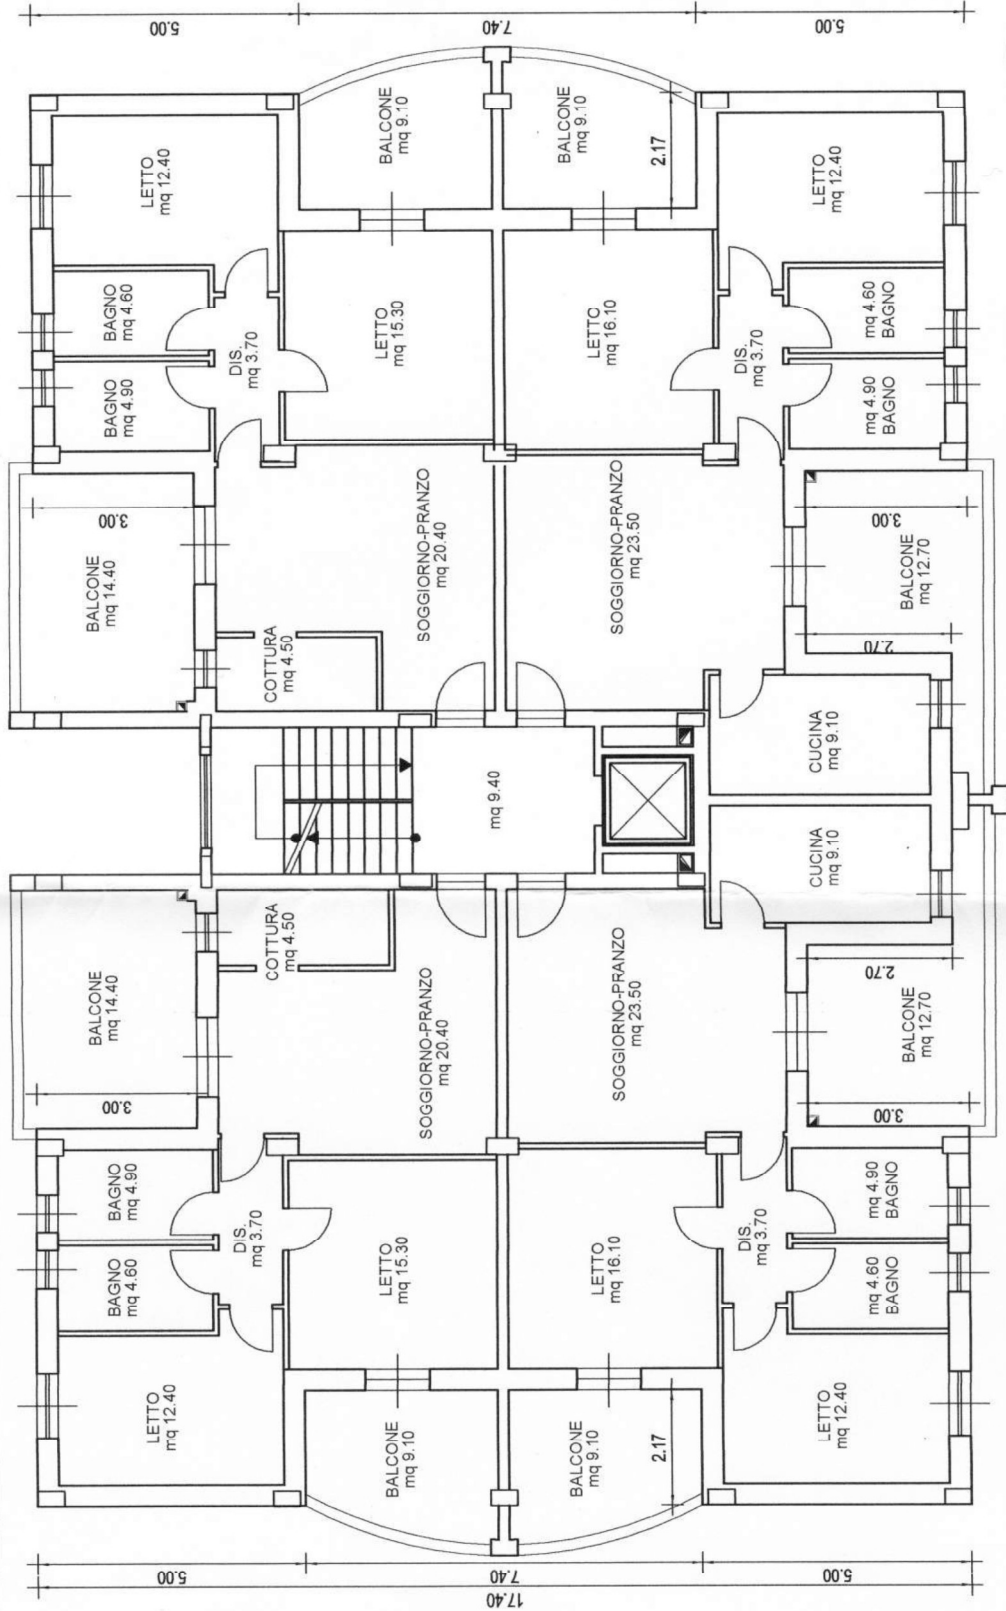 5.00
7.40
5.00
LETTO
mq 12.40
BALCONE
mq 9.10
BALCONE
mq 9.10
2.17
LETTO
mq 12.40
BAGNO
mq 4.60
BAGNO
mq 4.90
DIS.
mq 3.70
LETTO
mq 15.30
LETTO
mq 16.10
DIS.
mq 3.70
mq 4.60
BAGNO
mq 4.90
BAGNO
3.00
BALCONE
mq 14.40
COTTURA
mq 4.50
SOGGIORNO-PRANZO
mq 20.40
SOGGIORNO-PRANZO
mq 23.50
3.00
BALCONE
mq 12.70
2.70
CUCINA
mq 9.10
mq 9.40
CUCINA
mq 9.10
BALCONE
mq 14.40
3.00
COTTURA
mq 4.50
SOGGIORNO-PRANZO
mq 20.40
SOGGIORNO-PRANZO
mq 23.50
2.70
BALCONE
mq 12.70
3.00
BAGNO
mq 4.90
BAGNO
mq 4.60
DIS.
mq 3.70
LETTO
mq 15.30
LETTO
mq 16.10
DIS.
mq 3.70
mq 4.90
BAGNO
mq 4.60
BAGNO
LETTO
mq 12.40
BALCONE
mq 9.10
BALCONE
mq 9.10
2.17
LETTO
mq 12.40
5.00
7.40
5.00
17.40